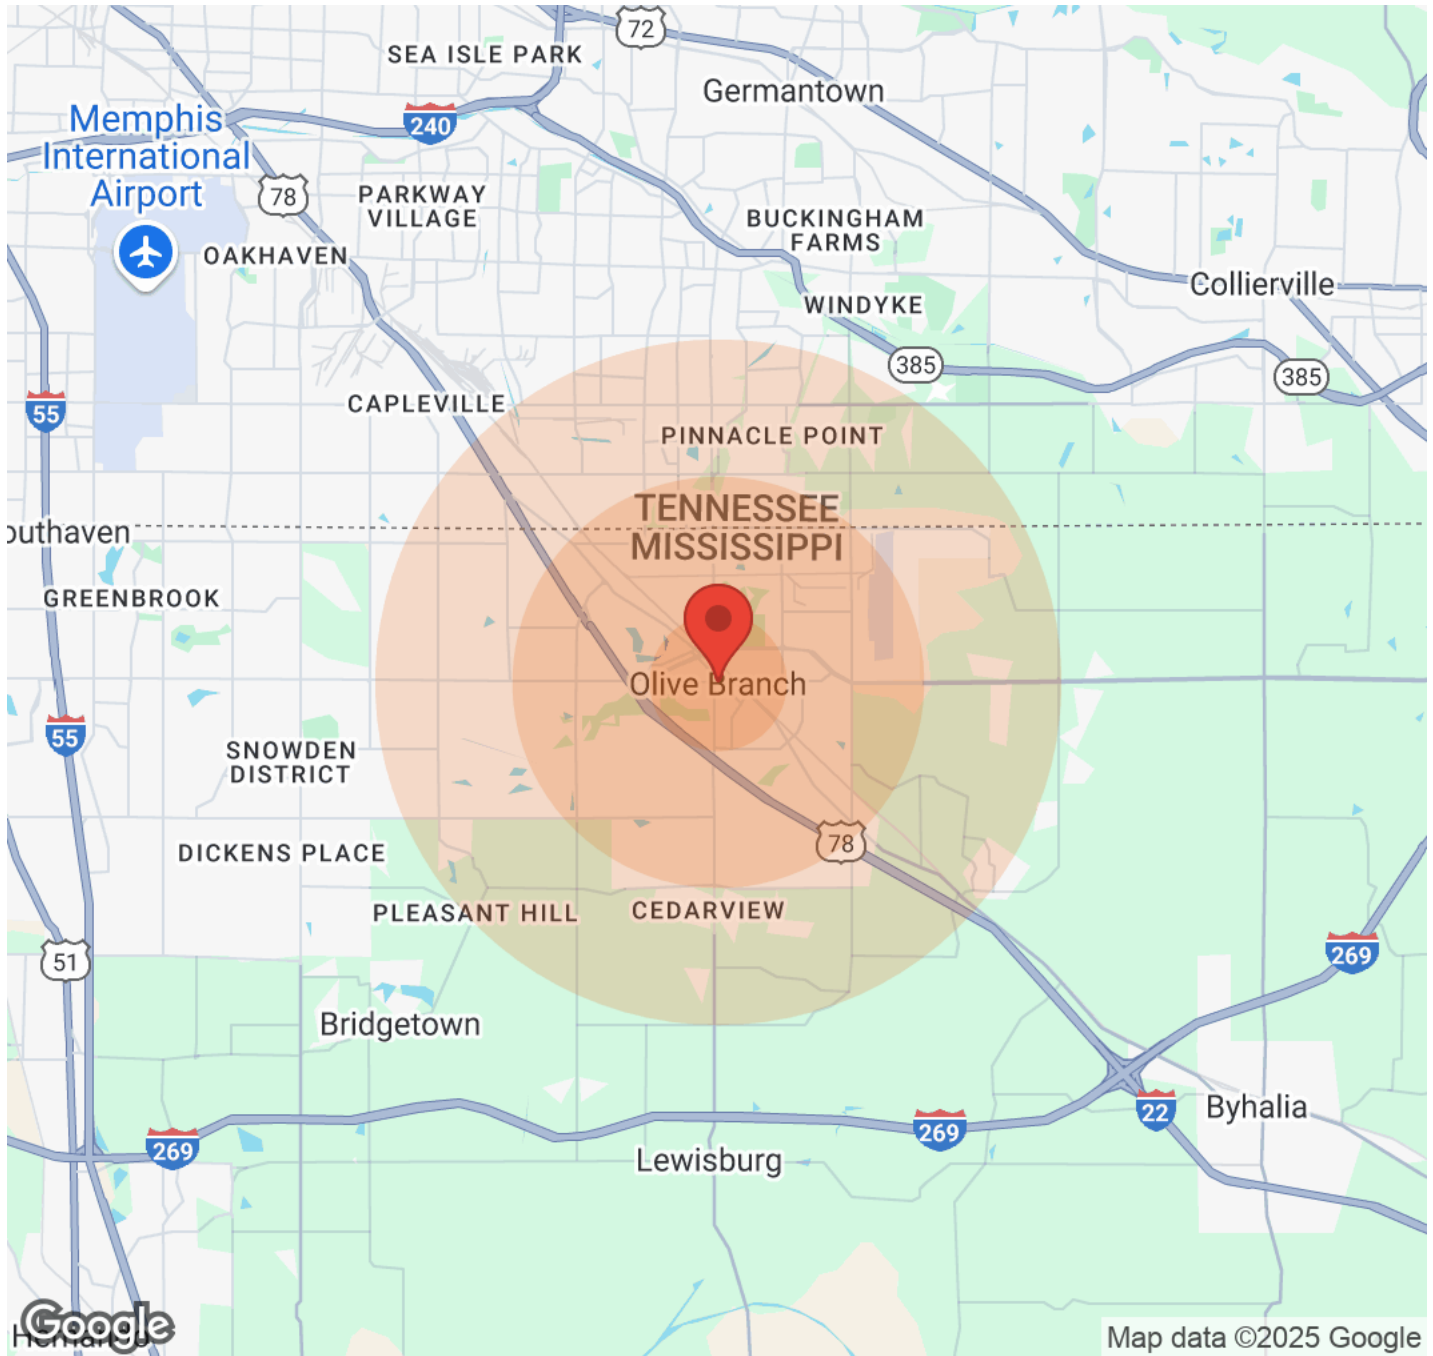 72
SEA ISLE PARK
Germantown
Memphis
International
Airport
240
78
PARKWAY
VILLAGE
BUCKINGHAM
FARMS
OAKHAVEN
Collierville
WINDYKE
385
385
55
CAPLEVILLE
PINNACLE POINT
TENNESSEE
MISSISSIPPI
outhaven
GREENBROOK
Olive Branch
55
SNOWDEN
DISTRICT
78
DICKENS PLACE
PLEASANT HILL
CEDARVIEW
51
269
Bridgetown
22
Byhalia
269
269
Lewisburg
Google
Map data ©2025 Google